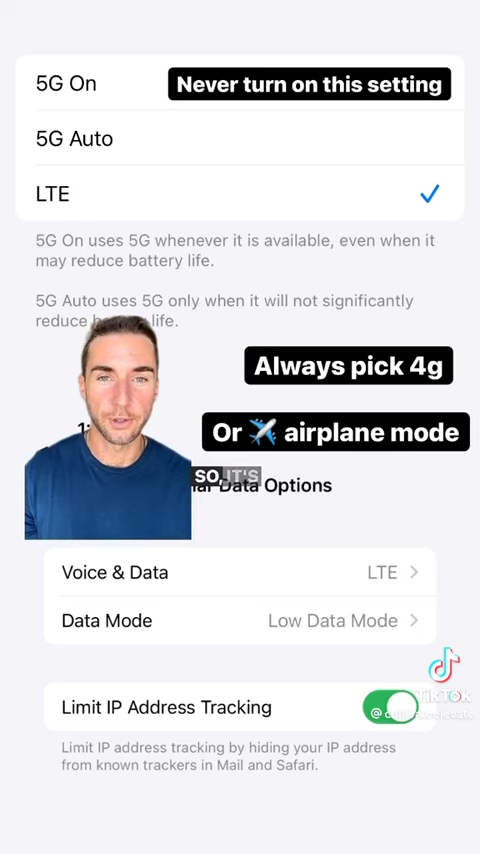 5G On
Never turn on this setting
5G Auto
LTE
5G On uses 5G whenever it is available, even when it
may reduce battery life.
5G Auto uses 5G only when it will not significantly
reduce life.
Always pick 4g
Or ✈️ airplane mode
SO, IT'S
Data Options
Voice & Data
LTE
Data Mode
Low Data Mode
Limit IP Address Tracking
TikTok
Limit IP address tracking by hiding your IP address
from known trackers in Mail and Safari.